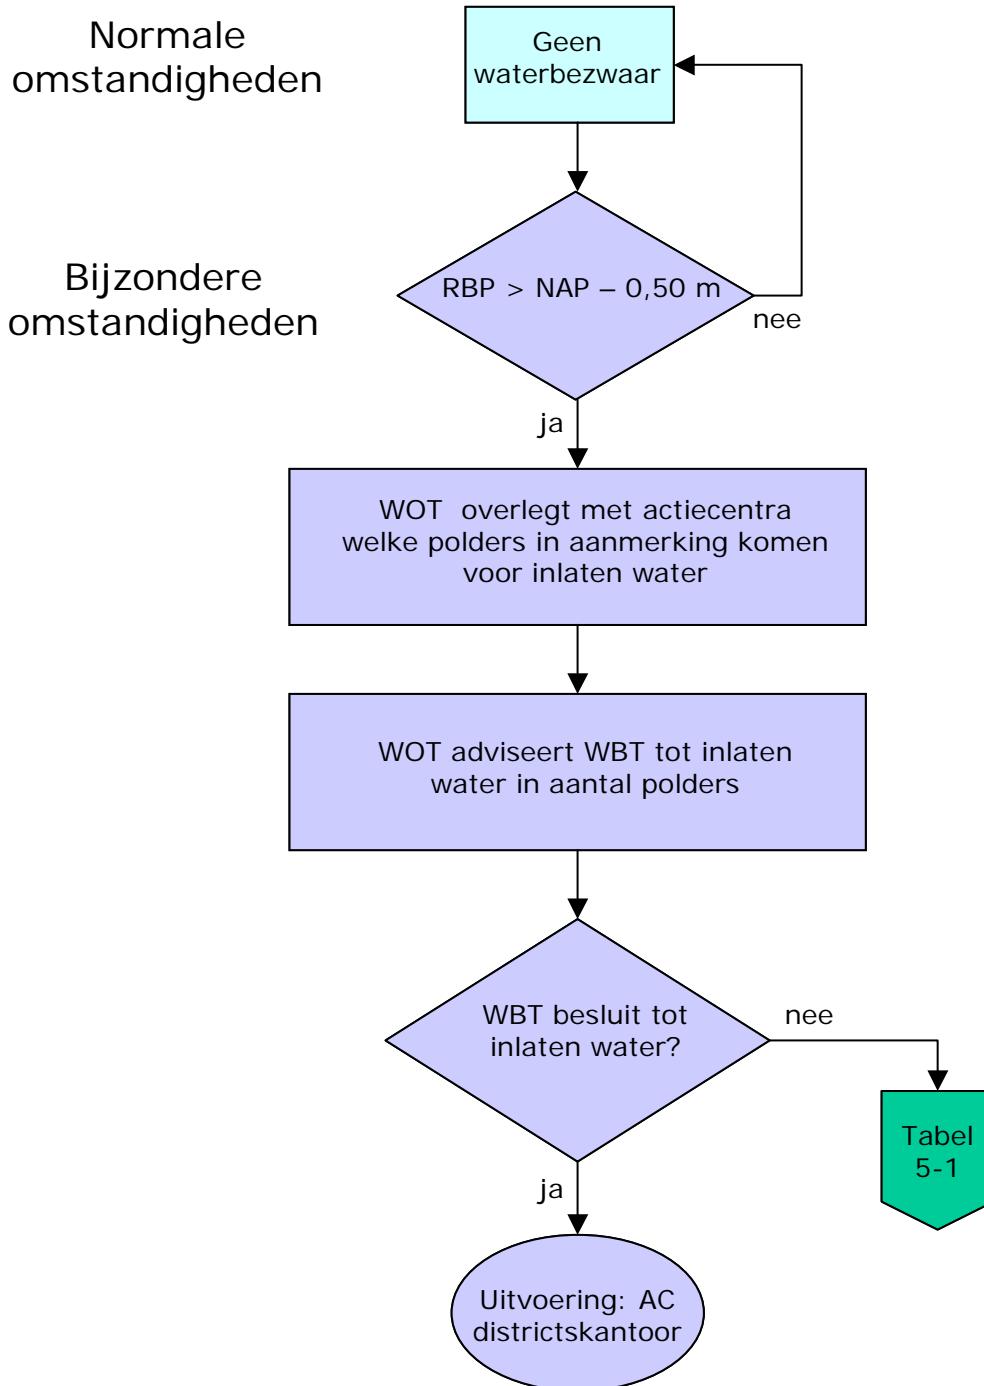 Normale
omstandigheden
Geen
waterbezwaar
Bijzondere
omstandigheden
RBP > NAP – 0,50 m
nee
ja
WOT overlegt met actiecentra
welke polders in aanmerking komen
voor inlaten water
WOT adviseert WBT tot inlaten
water in aantal polders
WBT besluit tot
inlaten water?
nee
Tabel
5-1
ja
Uitvoering: AC
districtskantoor